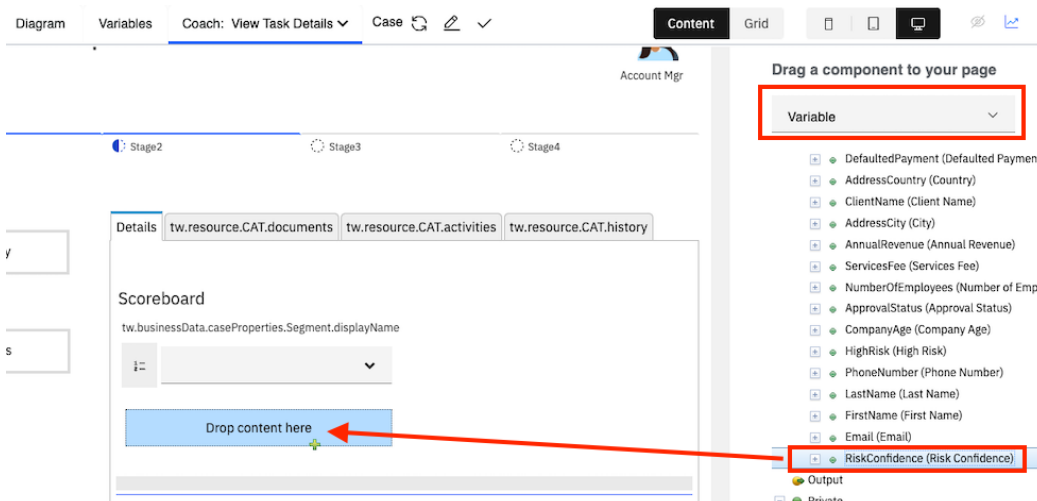 Diagram
Variables
Coach: View Task Details
Case
Content
Grid
Account Mgr
Drag a component to your page
Variable
Stage2
Stage3
Stage4
DefaultedPayment (Defaulted Paymen
AddressCountry (Country)
ClientName (Client Name)
AddressCity (City)
AnnualRevenue (Annual Revenue)
ServicesFee (Services Fee)
NumberOfEmployees (Number of Emp
ApprovalStatus (Approval Status)
CompanyAge (Company Age)
HighRisk (High Risk)
PhoneNumber (Phone Number)
LastName (Last Name)
FirstName (First Name)
Email (Email)
RiskConfidence (Risk Confidence)
Output
Private
y
s
Details
tw.resource.CAT.documents
tw.resource.CAT.activities
tw.resource.CAT.history
Scoreboard
tw.businessData.caseProperties.Segment.displayName
Drop content here